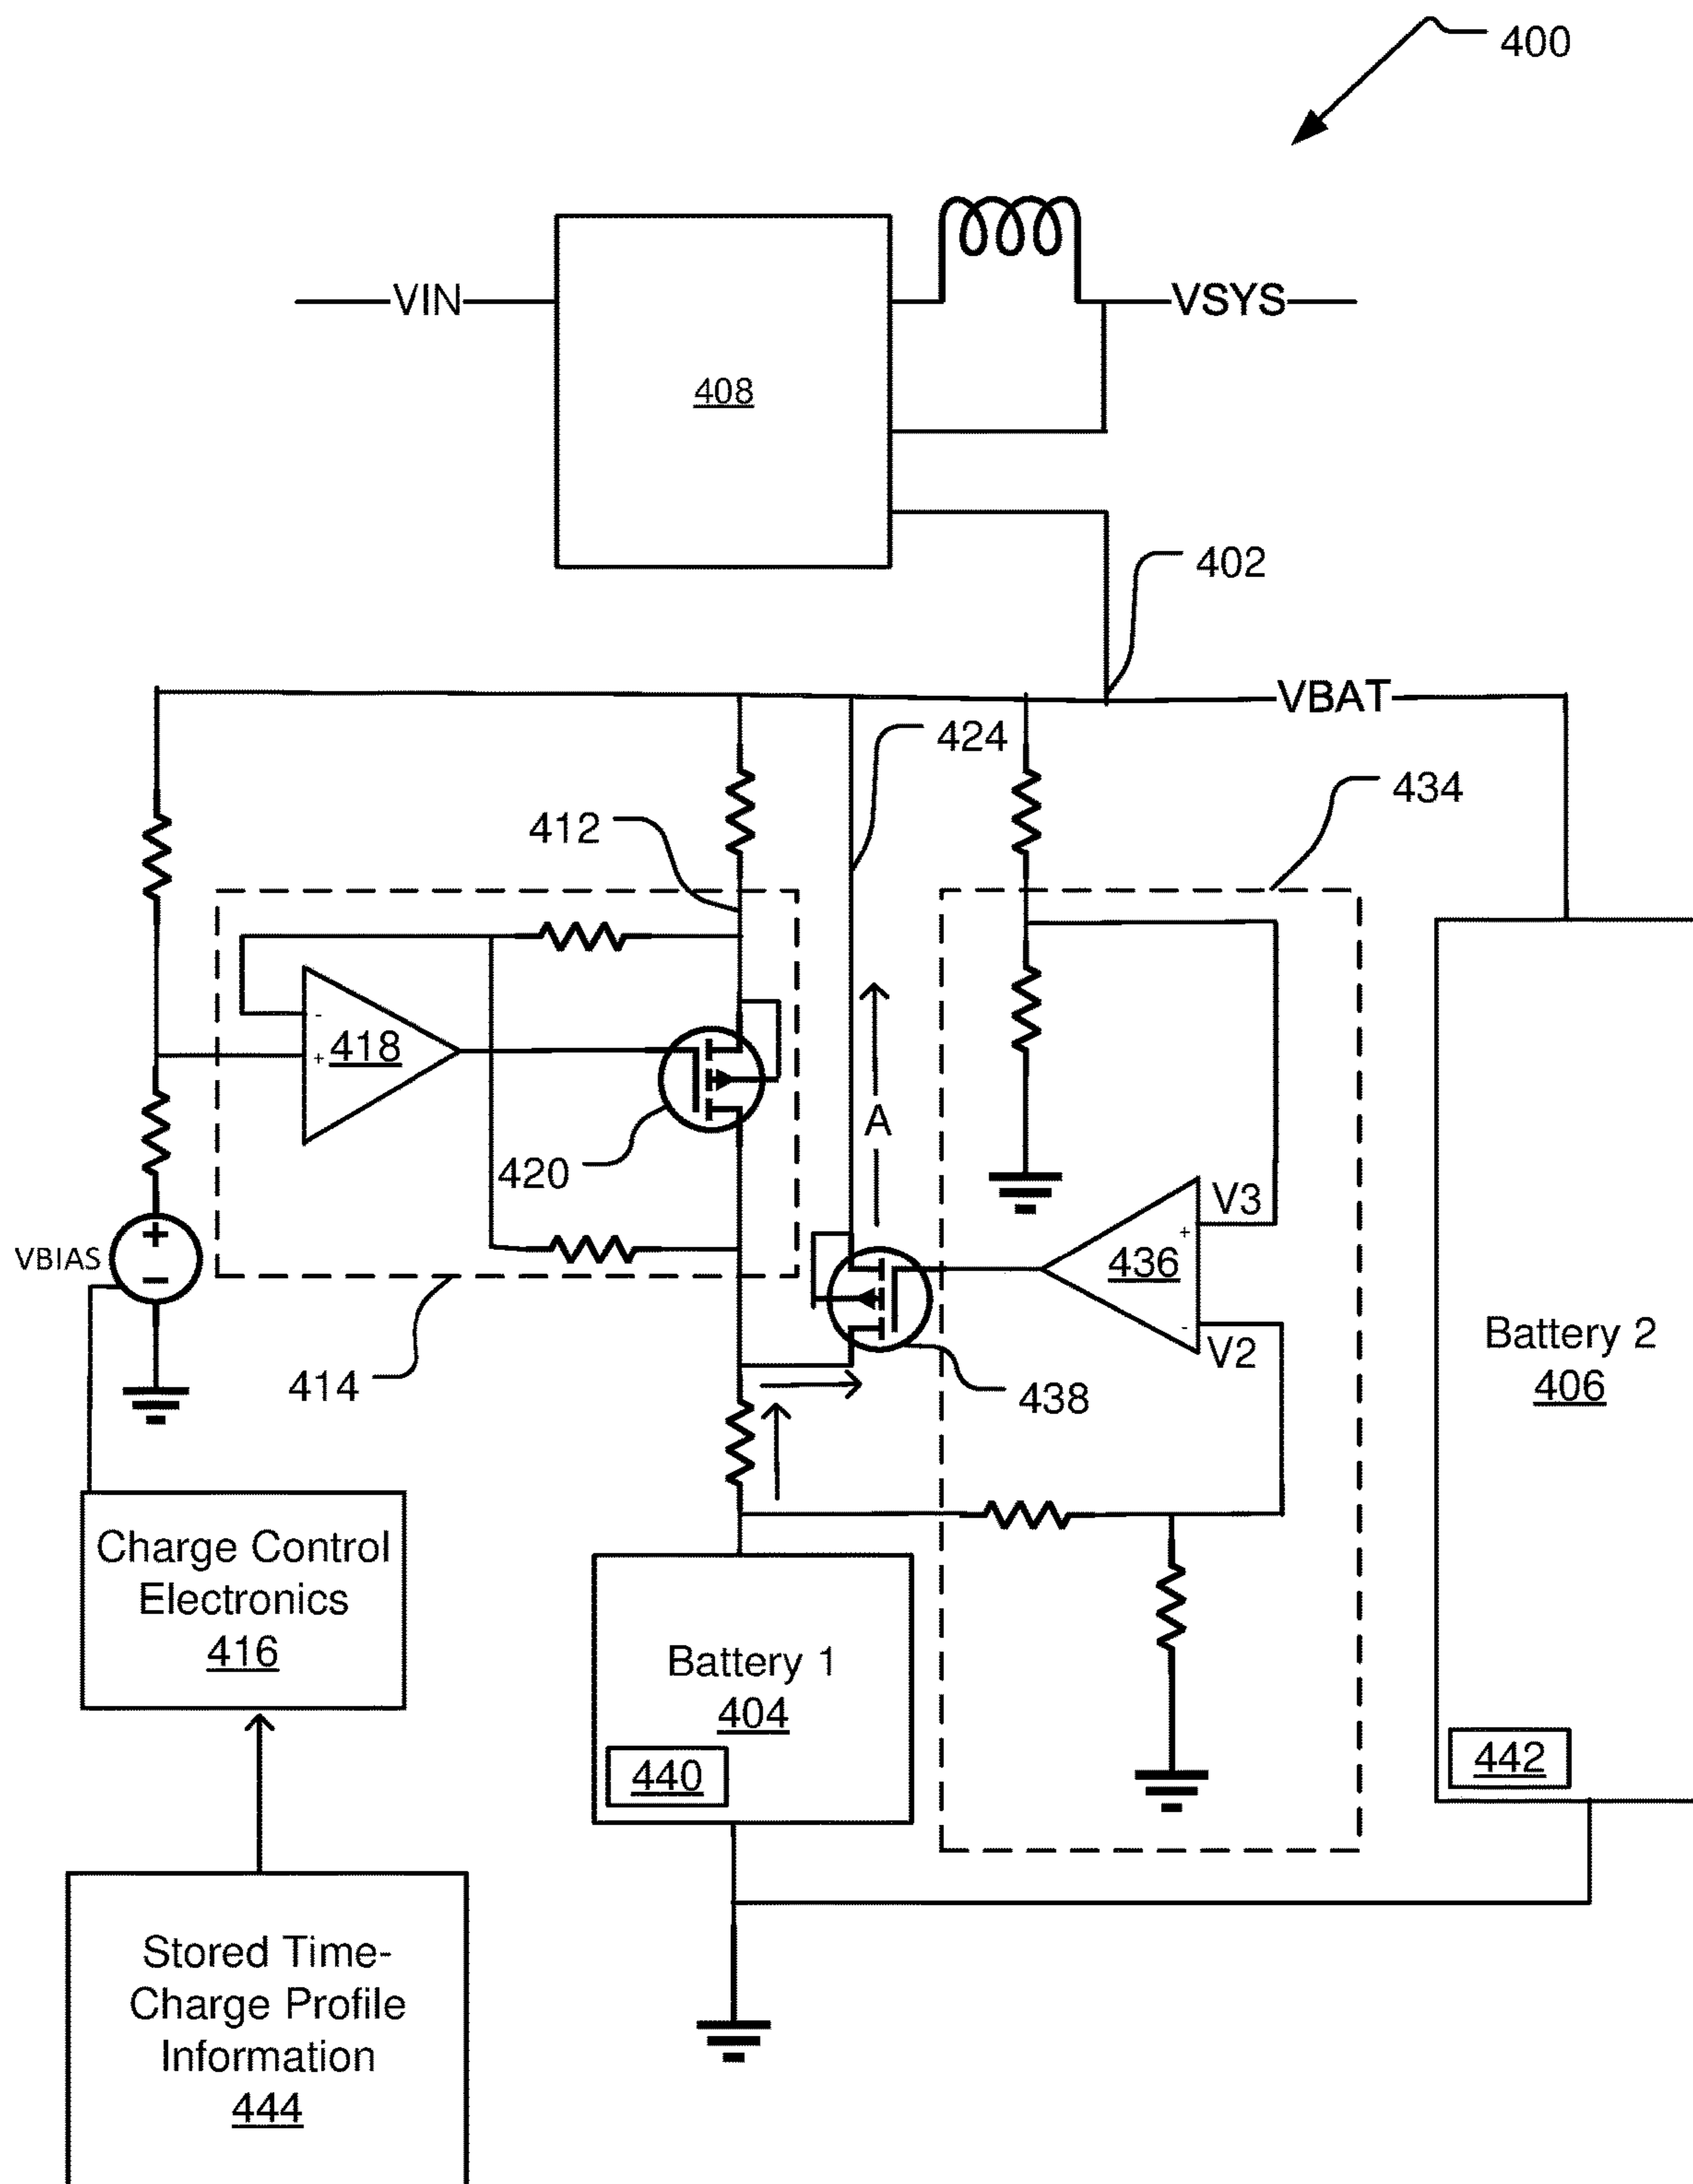 400
VIN
VSYS
408
402
VBAT
424
434
412
-
+
418
A
420
V3
+
436
-
V2
VBIAS
+
–
414
438
Battery 2
406
Charge Control
Electronics
416
Battery 1
404
440
442
Stored Time-
Charge Profile
Information
444